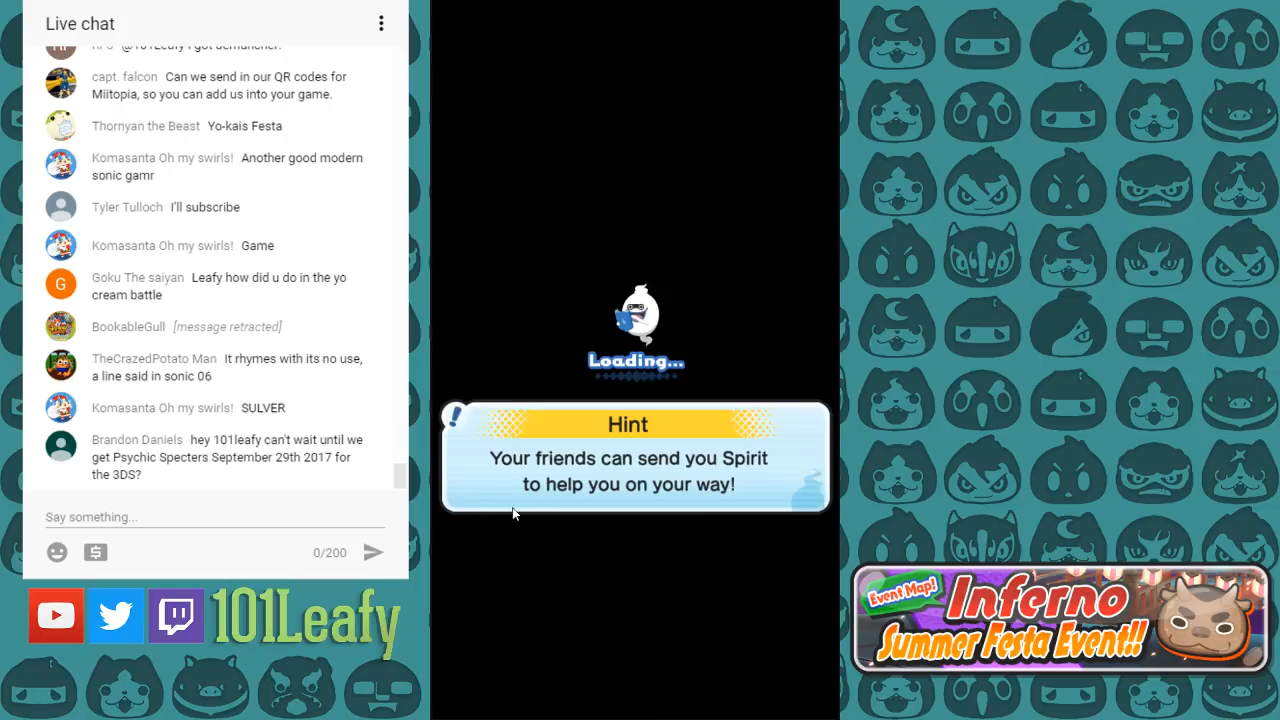 Live chat
@101Leafy I got demuncher!
capt. falcon Can we send in our QR codes for
Miitopia, so you can add us into your game.
Thornyan the Beast Yo-kais Festa
Komasanta Oh my swirls! Another good modern
sonic gamr
Tyler Tulloch I'll subscribe
Komasanta Oh my swirls! Game
Goku The saiyan Leafy how did u do in the yo
cream battle
G
BookableGull [message retracted]
TheCrazedPotato Man It rhymes with its no use,
a line said in sonic 06
Komasanta Oh my swirls! SULVER
Brandon Daniels hey 101leafy can't wait until we
get Psychic Specters September 29th 2017 for
the 3DS?
Say something...
0/200
101Leafy
Loading...
Hint
Your friends can send you Spirit
to help you on your way!
Event Map!
Inferno
Summer Festa Event!!